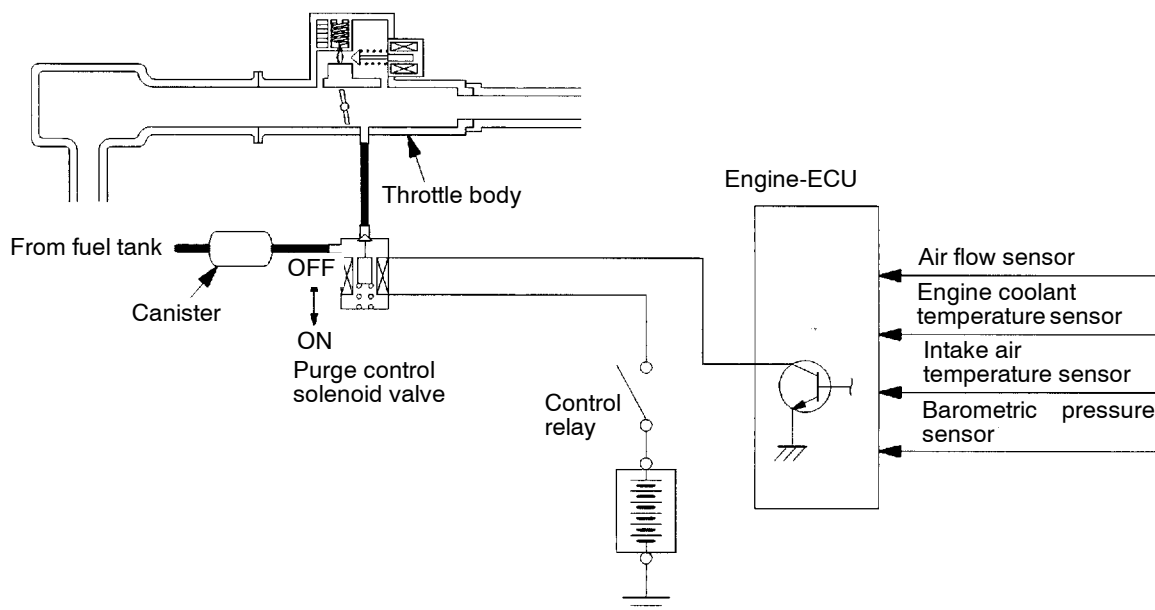 Throttle body
Engine-ECU
From fuel tank
OFF
Canister
ON
Purge control
solenoid valve
Control
relay
Air flow sensor
Engine coolant
temperature sensor
Intake air
temperature sensor
Barometric pressure
sensor